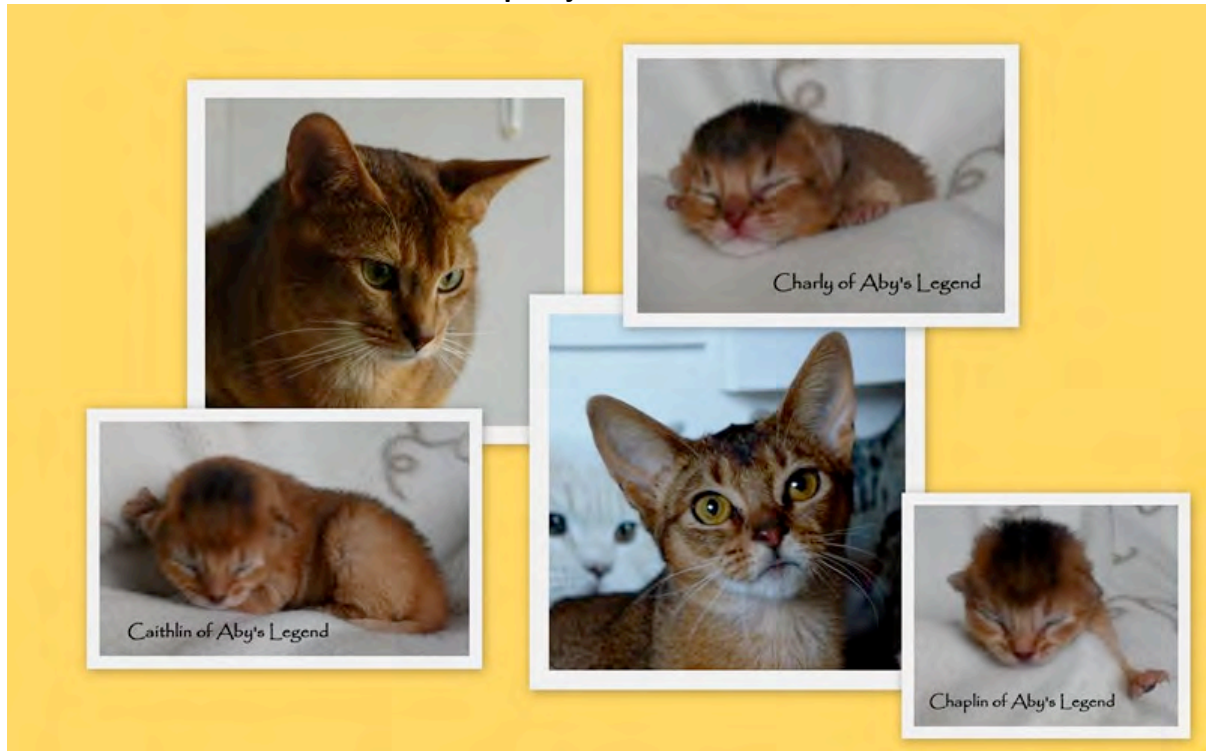 Charly of Aby's Legend
Caithlin of Aby's Legend
Chaplin of Aby's Legend